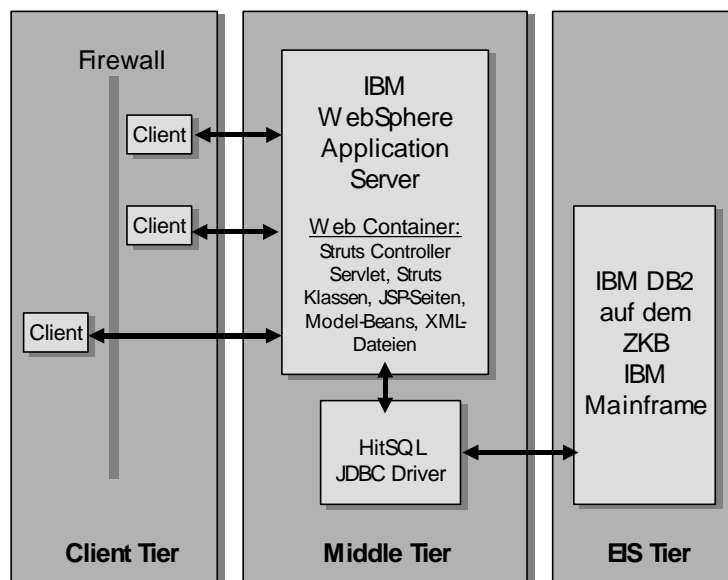 Firewall
Client
Client
Client
Client Tier
IBM
WebSphere
Application
Server
Web Container:
Struts Controller
Servlet, Struts
Klassen, JSP-Seiten,
Model-Beans, XML-
Dateien
HitSQL
JDBC Driver
Middle Tier
IBM DB2
auf dem
ZKB
IBM
Mainframe
EIS Tier